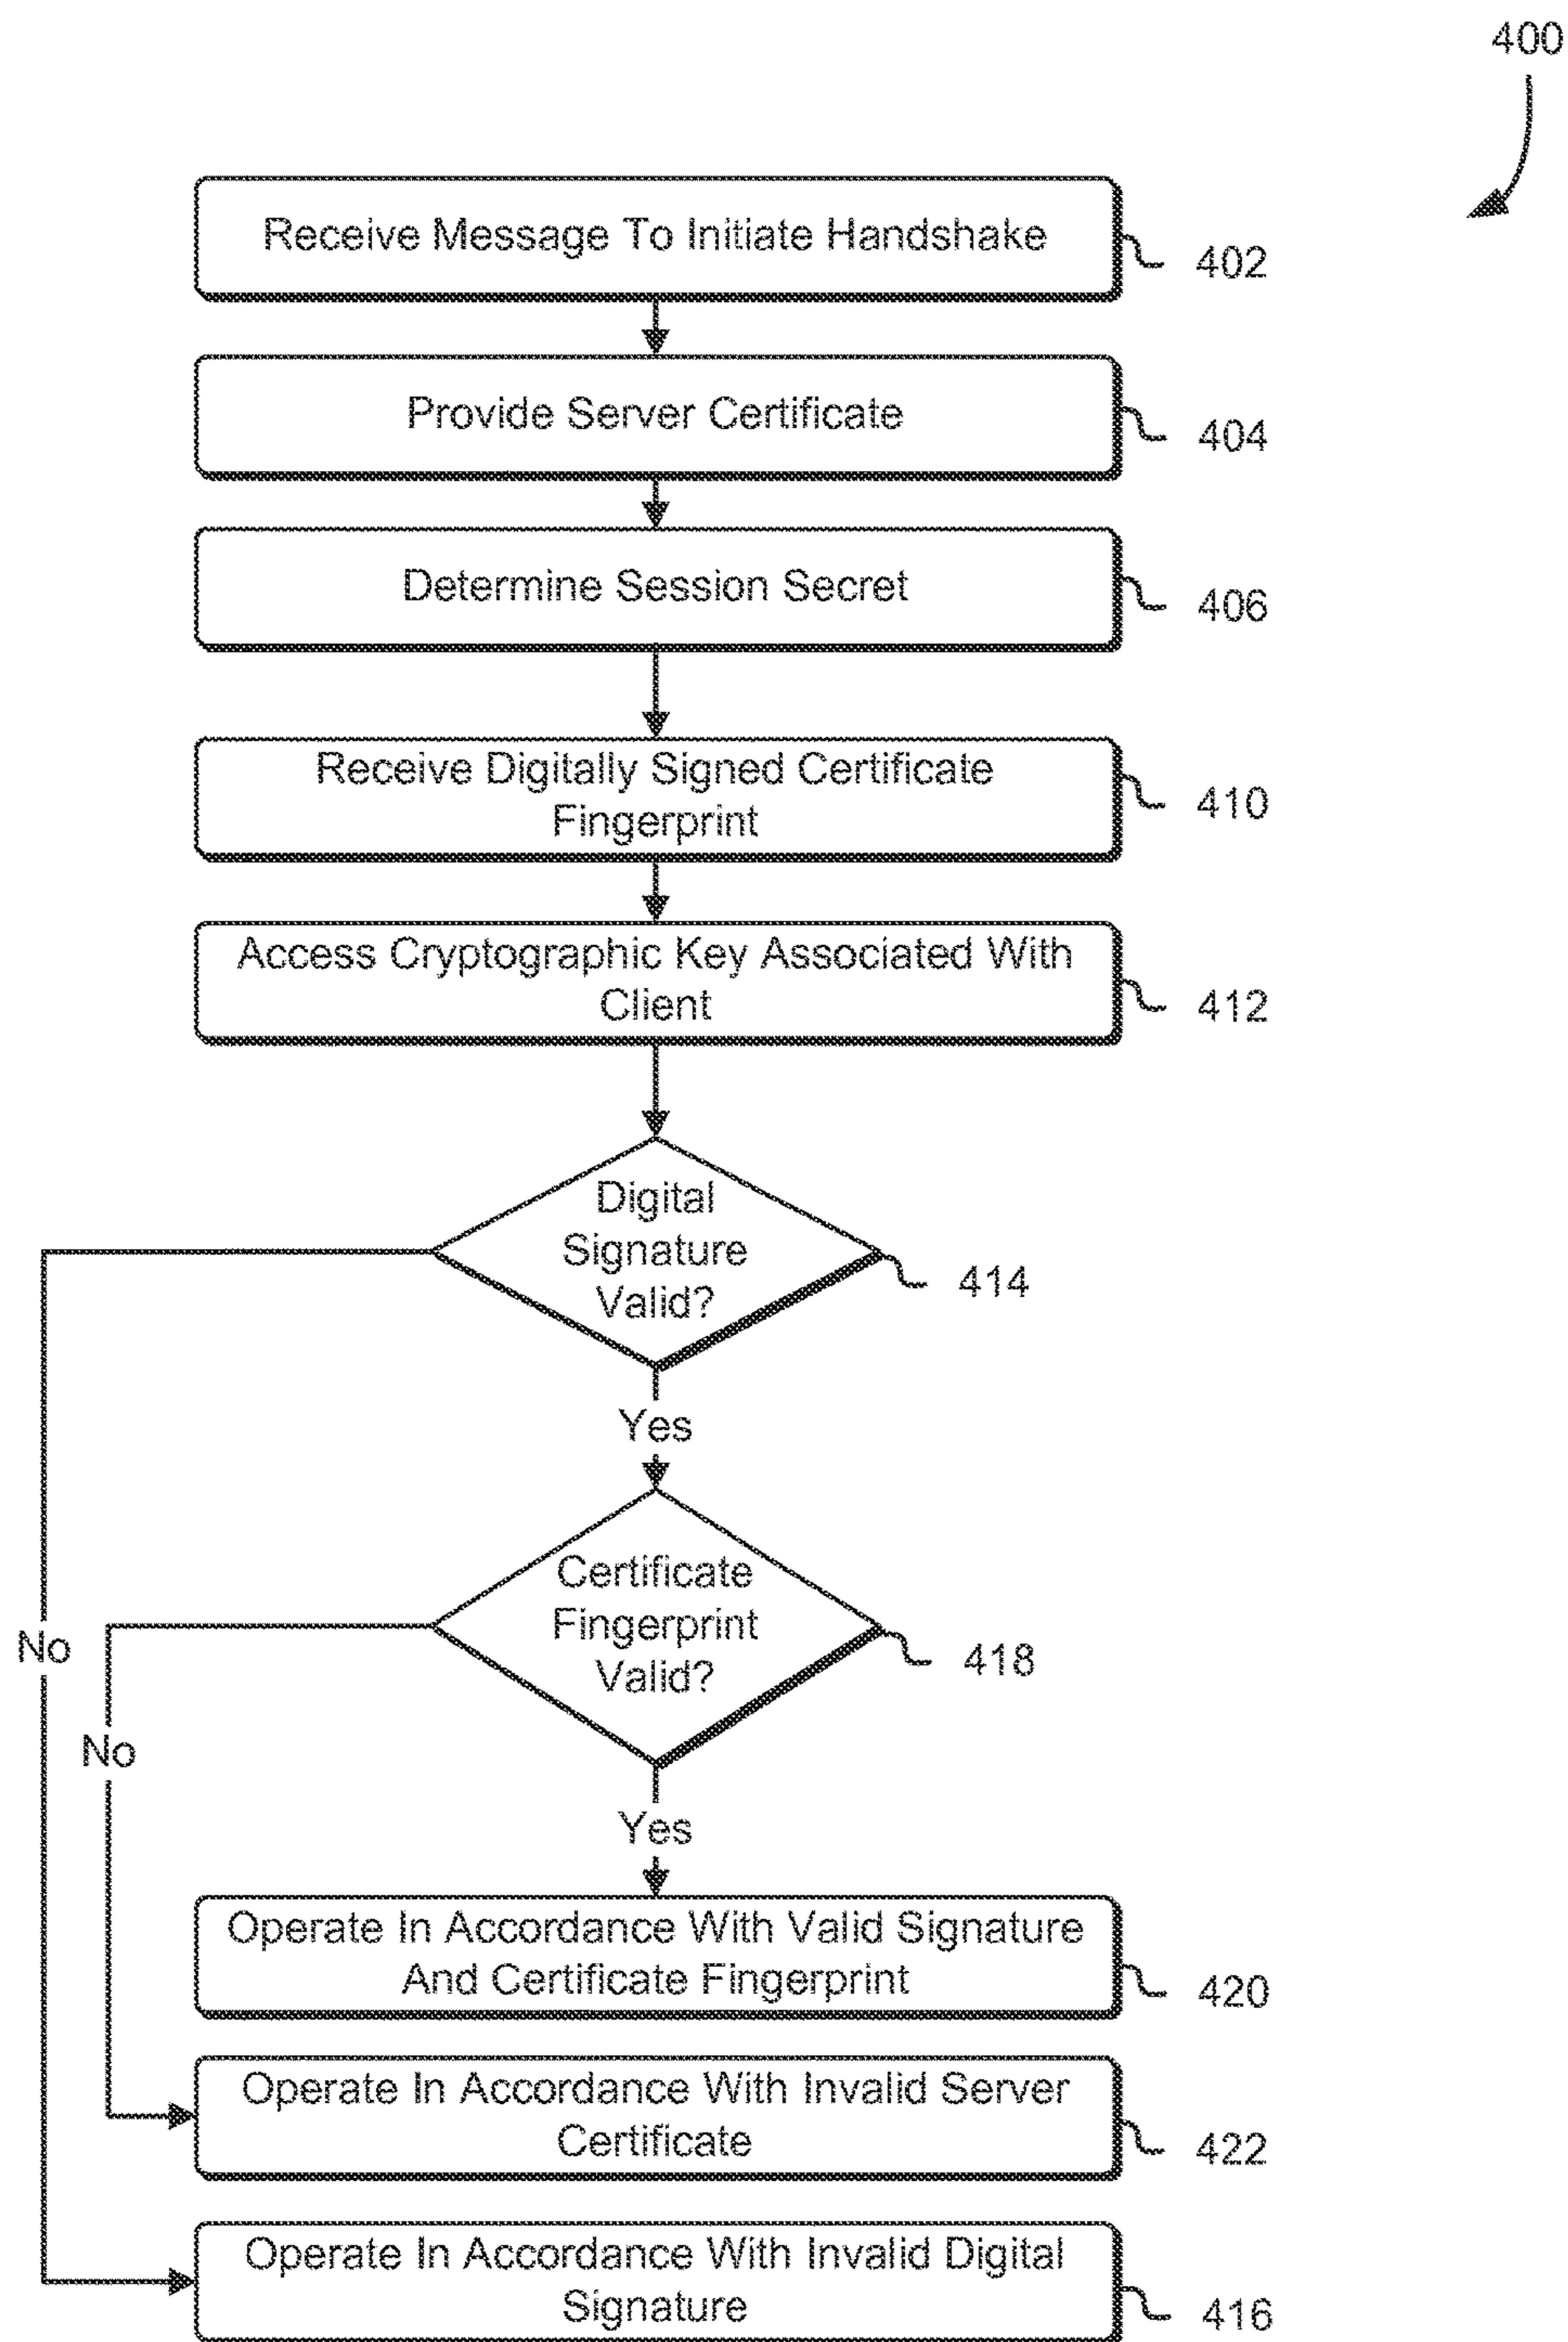 400
Receive Message To Initiate Handshake
402
Provide Server Certificate
404
Determine Session Secret
406
Receive Digitally Signed Certificate
Fingerprint
410
Access Cryptographic Key Associated With
Client
412
Digital
Signature
Valid?
414
Yes
Certificate
Fingerprint
Valid?
418
No
No
Yes
Operate In Accordance With Valid Signature
And Certificate Fingerprint
420
Operate In Accordance With Invalid Server
Certificate
422
Operate In Accordance With Invalid Digital
Signature
416